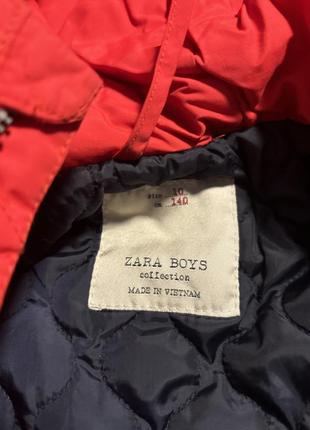 size 10
cm 140
ZARA BOYS
collection
MADE IN VIETNAM